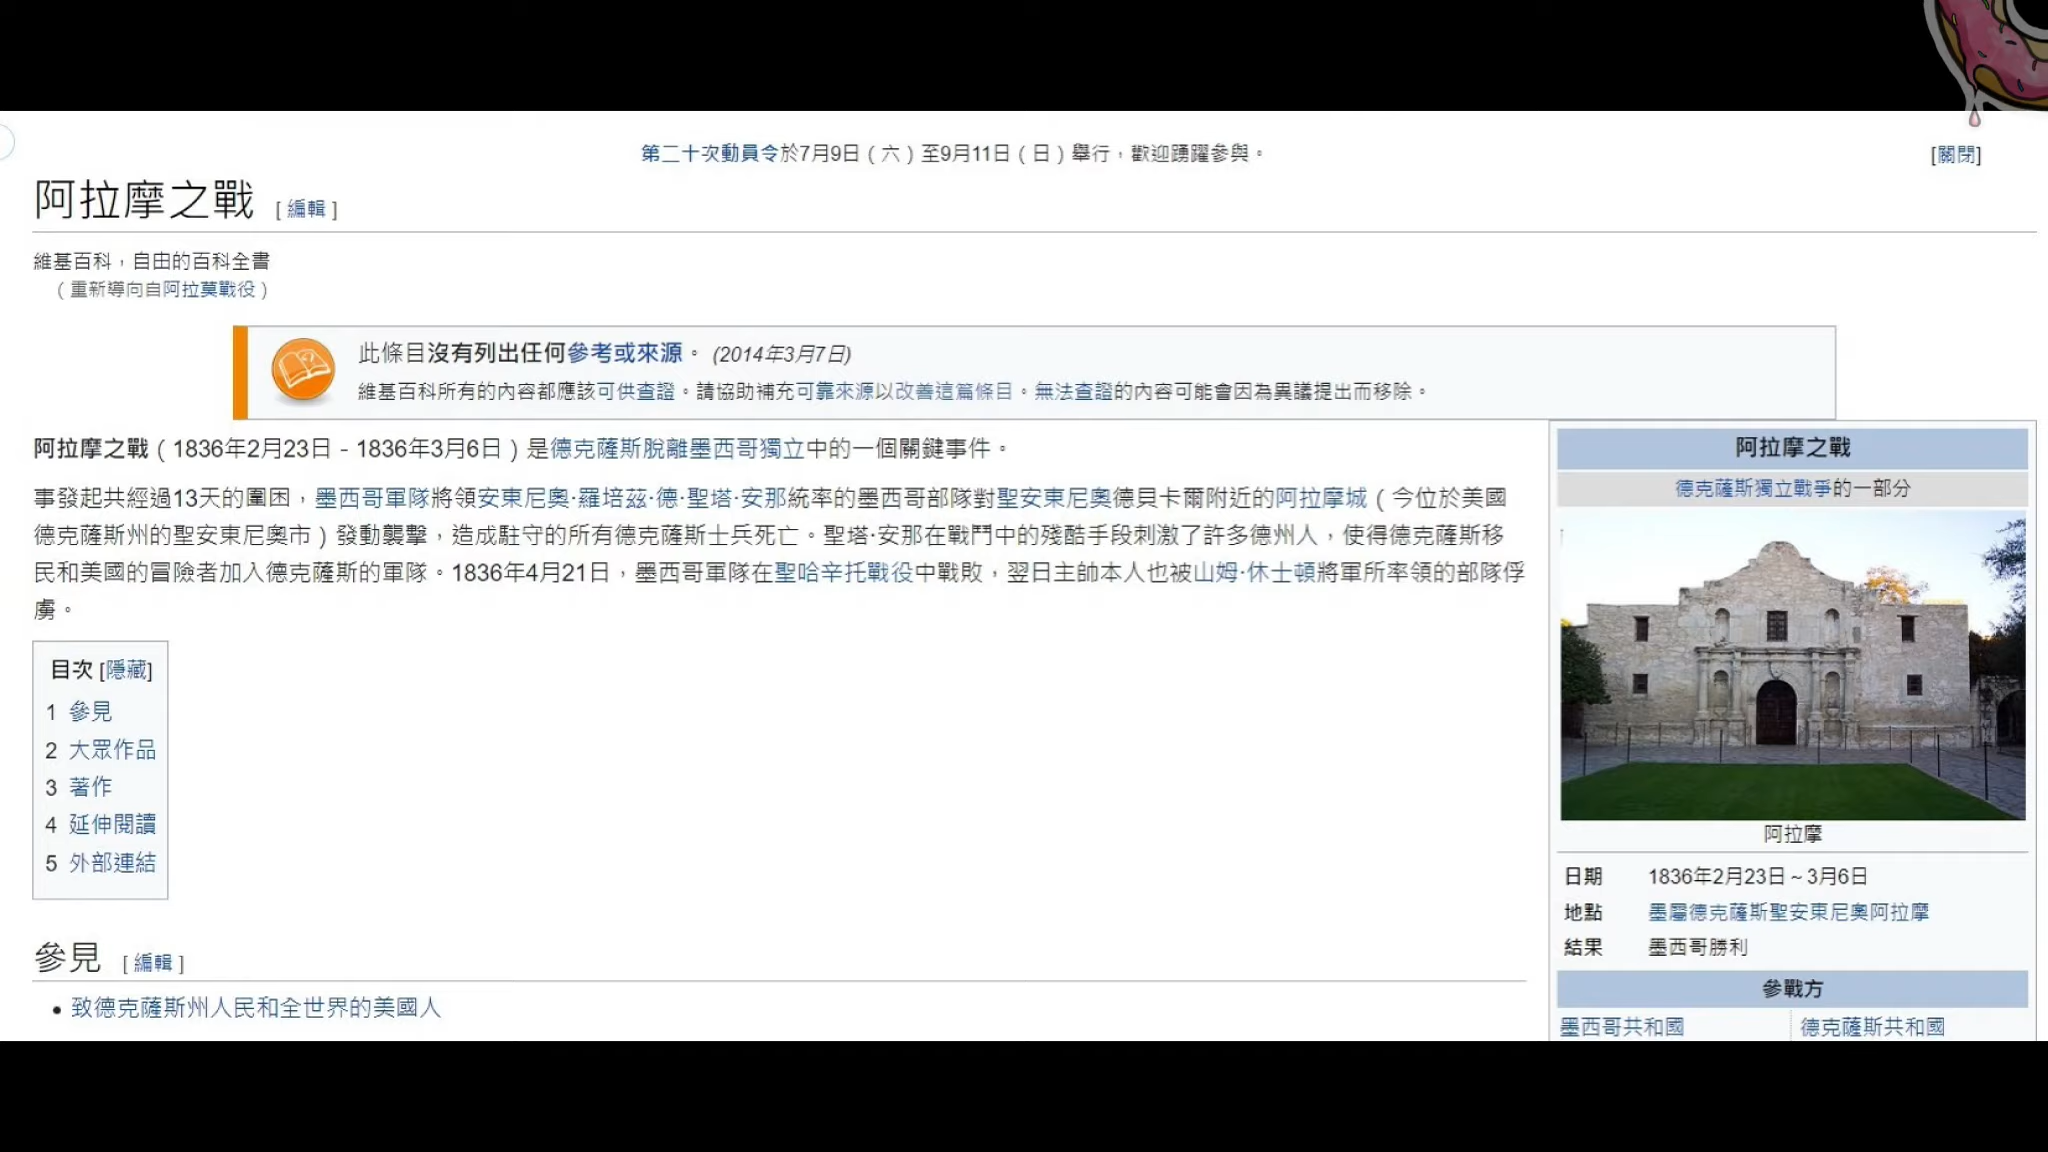 第二十次動員令於7月9日（六）至9月11日（日）舉行，歡迎踴躍參與。
[關閉]
阿拉摩之戰 [ 編輯 ]
維基百科，自由的百科全書
（重新導向自阿拉莫戰役）
此條目沒有列出任何參考或來源。 (2014年3月7日)
維基百科所有的內容都應該可供查證。請協助補充可靠來源以改善這篇條目。無法查證的內容可能會因為異議提出而移除。
阿拉摩之戰（1836年2月23日 - 1836年3月6日）是德克薩斯脫離墨西哥獨立中的一個關鍵事件。
事發起共經過13天的圍困，墨西哥軍隊將領安東尼奧·羅培茲·德·聖塔·安那統率的墨西哥部隊對聖安東尼奧德貝卡爾附近的阿拉摩城（今位於美國
德克薩斯州的聖安東尼奧市）發動襲擊，造成駐守的所有德克薩斯士兵死亡。聖塔·安那在戰鬥中的殘酷手段刺激了許多德州人，使得德克薩斯移
民和美國的冒險者加入德克薩斯的軍隊。1836年4月21日，墨西哥軍隊在聖哈辛托戰役中戰敗，翌日主帥本人也被山姆·休士頓將軍所率領的部隊俘
虜。
目次 [隱藏]
1 參見
2 大眾作品
3 著作
4 延伸閱讀
5 外部連結
參見 [ 編輯 ]
• 致德克薩斯州人民和全世界的美國人
阿拉摩之戰
德克薩斯獨立戰爭的一部分
阿拉摩
日期 1836年2月23日～3月6日
地點 墨屬德克薩斯聖安東尼奧阿拉摩
結果 墨西哥勝利
參戰方
墨西哥共和國 德克薩斯共和國